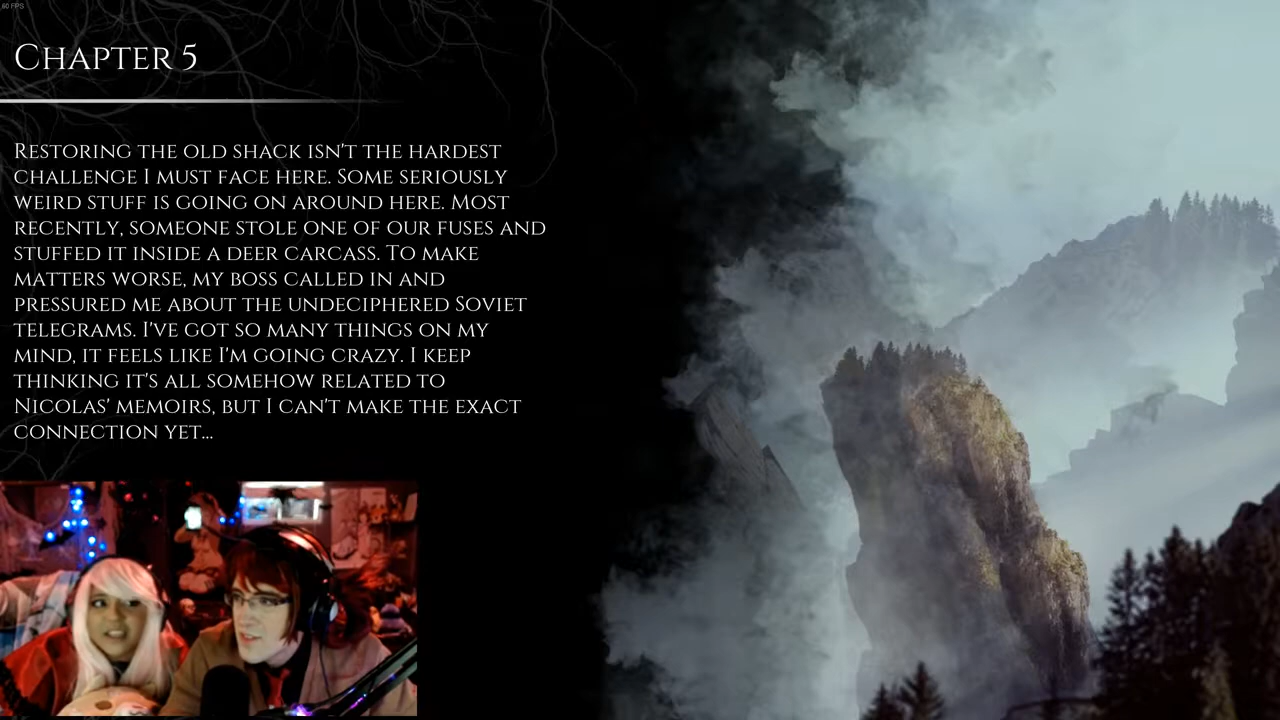 60 FPS
Chapter 5
Restoring the old shack isn't the hardest
challenge I must face here. Some seriously
weird stuff is going on around here. Most
recently, someone stole one of our fuses and
stuffed it inside a deer carcass. To make
matters worse, my boss called in and
pressured me about the undeciphered Soviet
telegrams. I've got so many things on my
mind, it feels like I'm going crazy. I keep
thinking it's all somehow related to
Nicolas' memoirs, but I can't make the exact
connection yet...